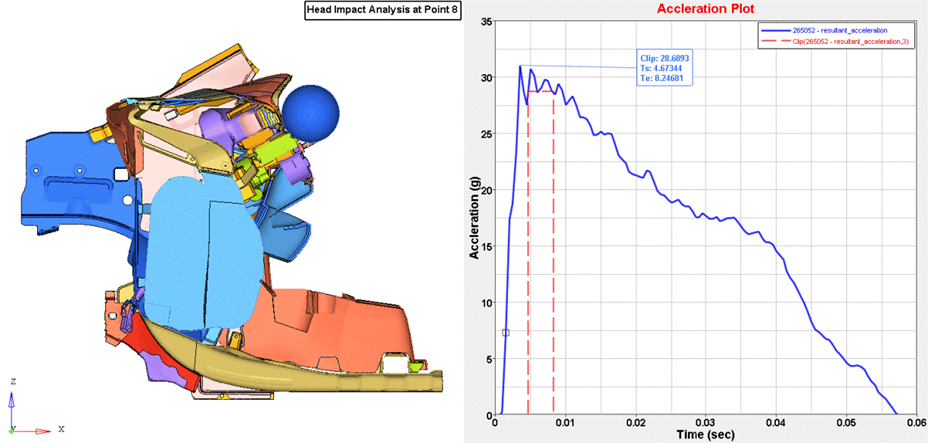 Head Impact Analysis at Point 8
Z
Y
X
Accleration Plot
265052 - resultant_acceleration
Clip(265052 - resultant_acceleration,3)
Clip: 28.6893
Ts: 4.67344
Te: 8.24681
Acceleration (g)
35
30
25
20
15
10
5
0
0
0.01
0.02
0.03
0.04
0.05
0.06
Time (sec)